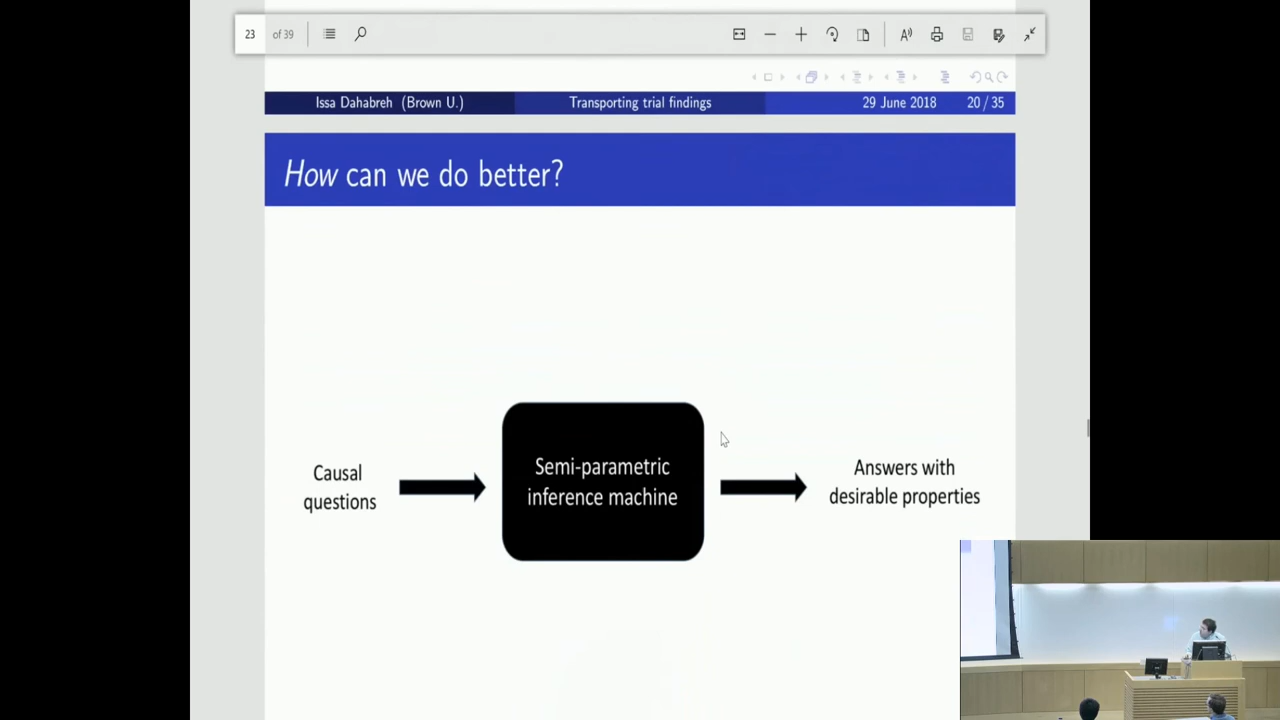 23 of 39
Issa Dahabreh (Brown U.) Transporting trial findings 29 June 2018 20 / 35
How can we do better?
Causal
questions
Semi-parametric
inference machine
Answers with
desirable properties